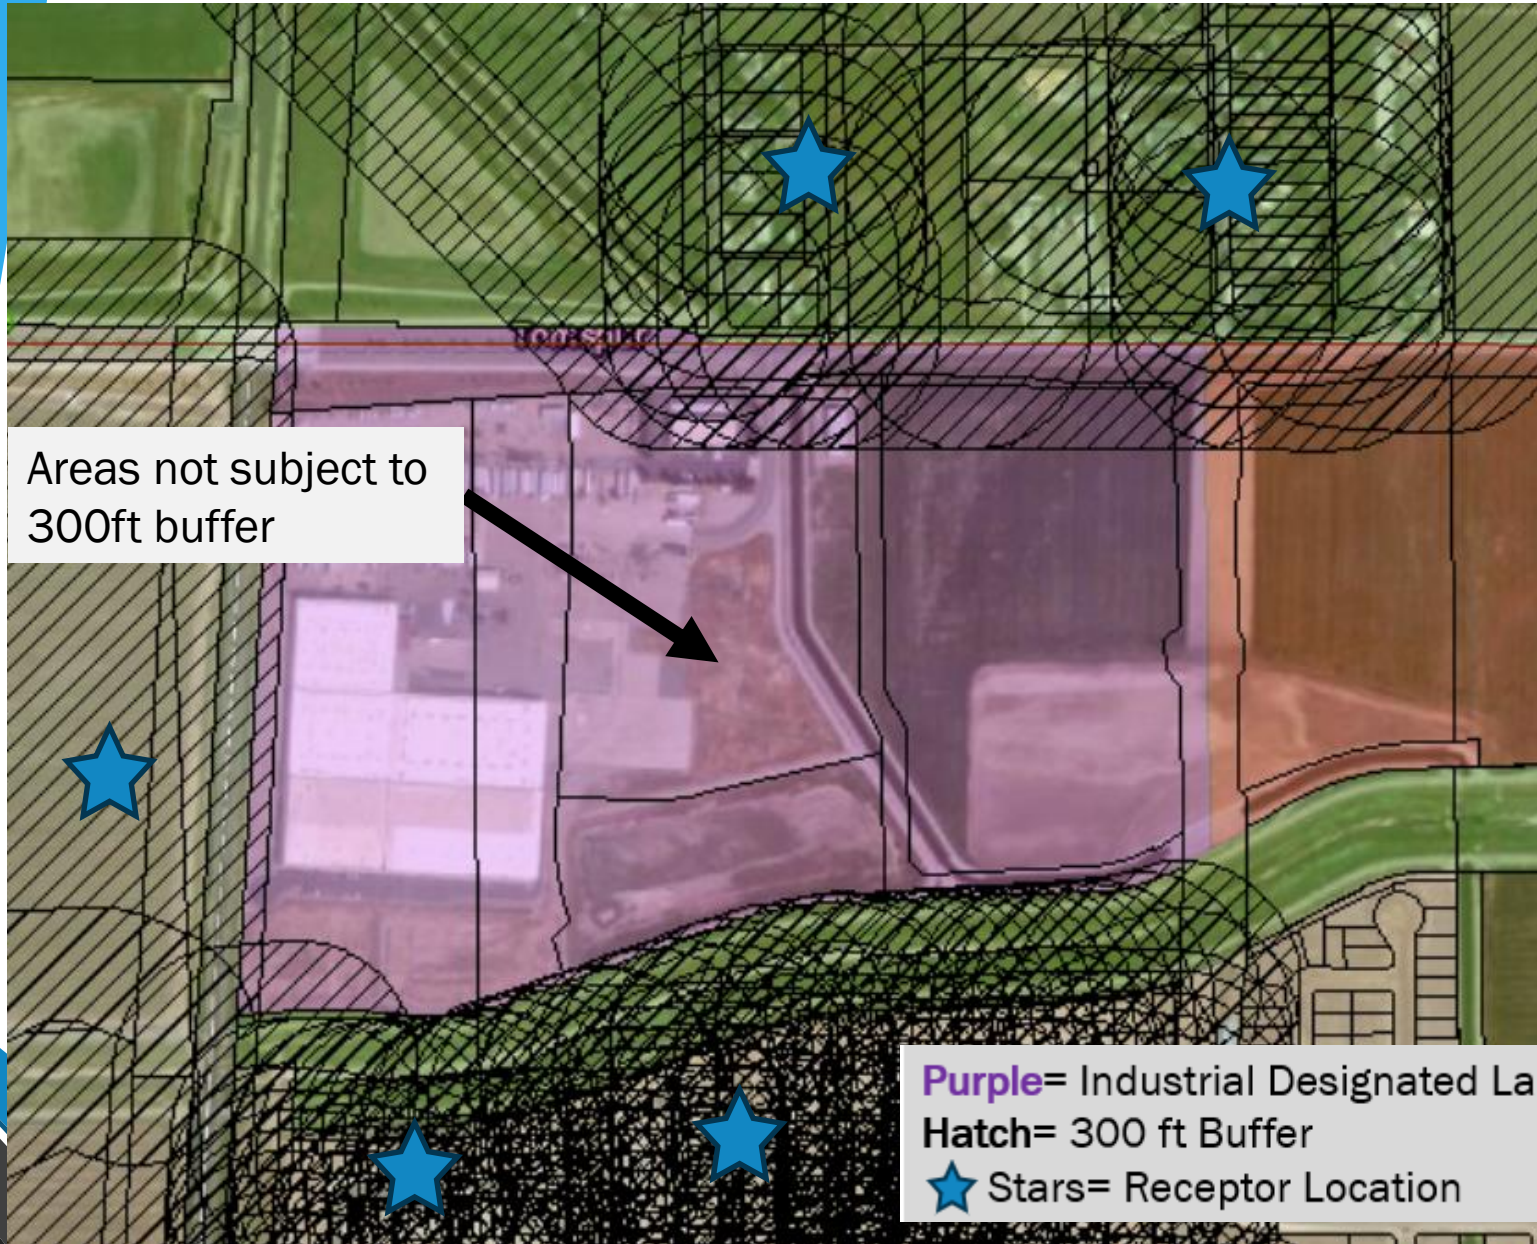 Areas not subject to
300ft buffer
Purple= Industrial Designated La
Hatch= 300 ft Buffer
Stars= Receptor Location